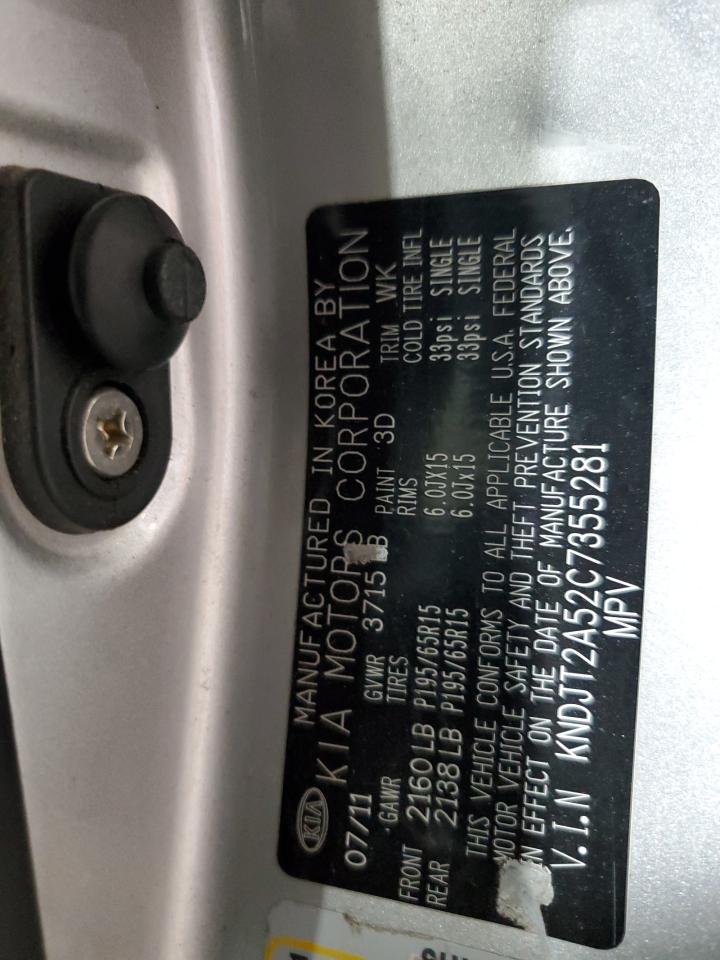 KIA
MANUFACTURED IN KOREA BY
KIA MOTORS CORPORATION
07/11 GVWR 3715 LB PAINT 3D TRIM WK
GAWR TIRES RIMS COLD TIRE INFL
FRONT 2160 LB P195/65R15 6.0JX15 33psi SINGLE
REAR 2138 LB P195/65R15 6.0Jx15 33psi SINGLE
THIS VEHICLE CONFORMS TO ALL APPLICABLE U.S.A. FEDERAL
MOTOR VEHICLE SAFETY AND THEFT PREVENTION STANDARDS
IN EFFECT ON THE DATE OF MANUFACTURE SHOWN ABOVE.
V.I.N KNDJT2A52C7355281
MPV